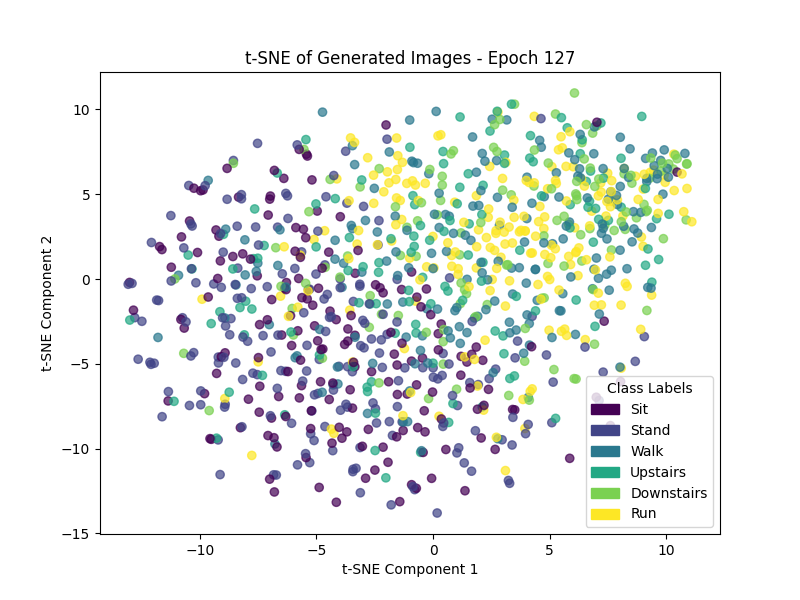 t-SNE of Generated Images - Epoch 127
t-SNE Component 2
10
5
0
−5
−10
−15
Class Labels
Sit
Stand
Walk
Upstairs
Downstairs
Run
−10
−5
0
5
10
t-SNE Component 1